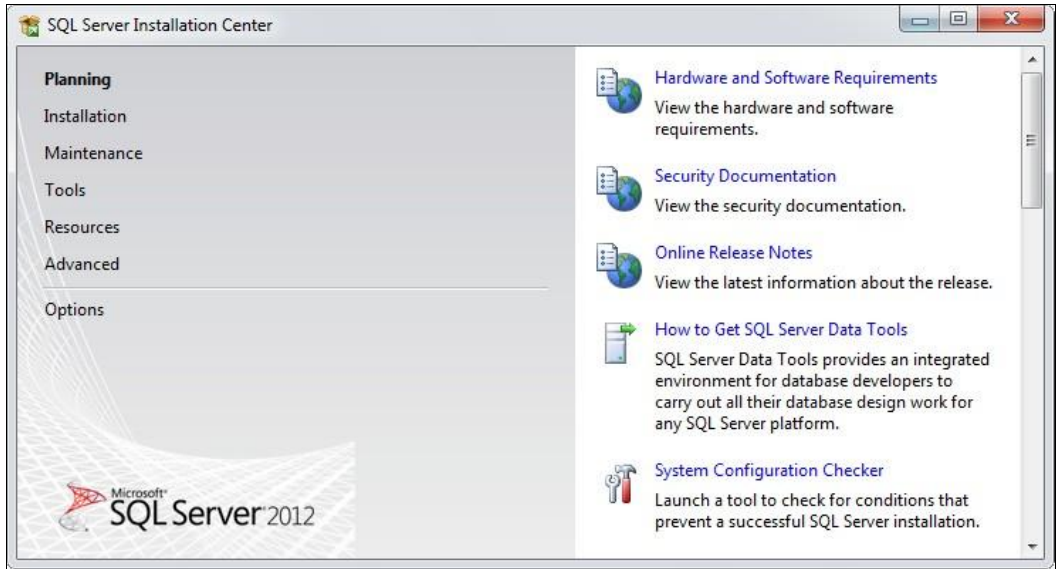 SQL Server Installation Center
Planning
Installation
Maintenance
Tools
Resources
Advanced
Options
Microsoft®
SQL Server® 2012
Hardware and Software Requirements
View the hardware and software
requirements.
Security Documentation
View the security documentation.
Online Release Notes
View the latest information about the release.
How to Get SQL Server Data Tools
SQL Server Data Tools provides an integrated
environment for database developers to
carry out all their database design work for
any SQL Server platform.
System Configuration Checker
Launch a tool to check for conditions that
prevent a successful SQL Server installation.